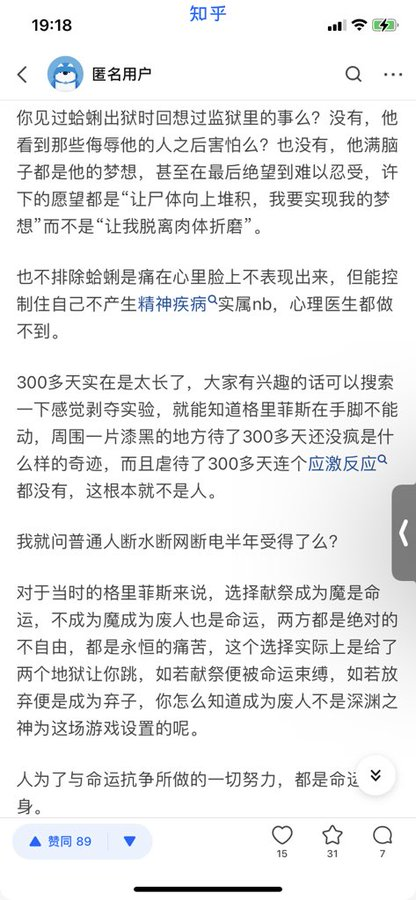 知乎
19:18
匿名用户
你见过蛤蜊出狱时回想过监狱里的事么？没有，他
看到那些侮辱他的人之后害怕么？也没有，他满脑
子都是他的梦想，甚至在最后绝望到难以忍受，许
下的愿望都是“让尸体向上堆积，我要实现我的梦
想”而不是“让我脱离肉体折磨”。
也不排除蛤蜊是痛在心里脸上不表现出来，但能控
制住自己不产生精神疾病实属nb，心理医生都做
不到。
300多天实在是太长了，大家有兴趣的话可以搜索
一下感觉剥夺实验，就能知道格里菲斯在手脚不能
动，周围一片漆黑的地方待了300多天还没疯是什
么样的奇迹，而且虐待了300多天连个应激反应
都没有，这根本就不是人。
我就问普通人断水断网断电半年受得了么？
对于当时的格里菲斯来说，选择献祭成为魔是命
运，不成为魔成为废人也是命运，两方都是绝对的
不自由，都是永恒的痛苦，这个选择实际上是给了
两个地狱让你跳，如若献祭便被命运束缚，如若放
弃便是成为弃子，你怎么知道成为废人不是深渊之
神为这场游戏设置的呢。
人为了与命运抗争所做的一切努力，都是命运
身。
赞同 89
15
31
7